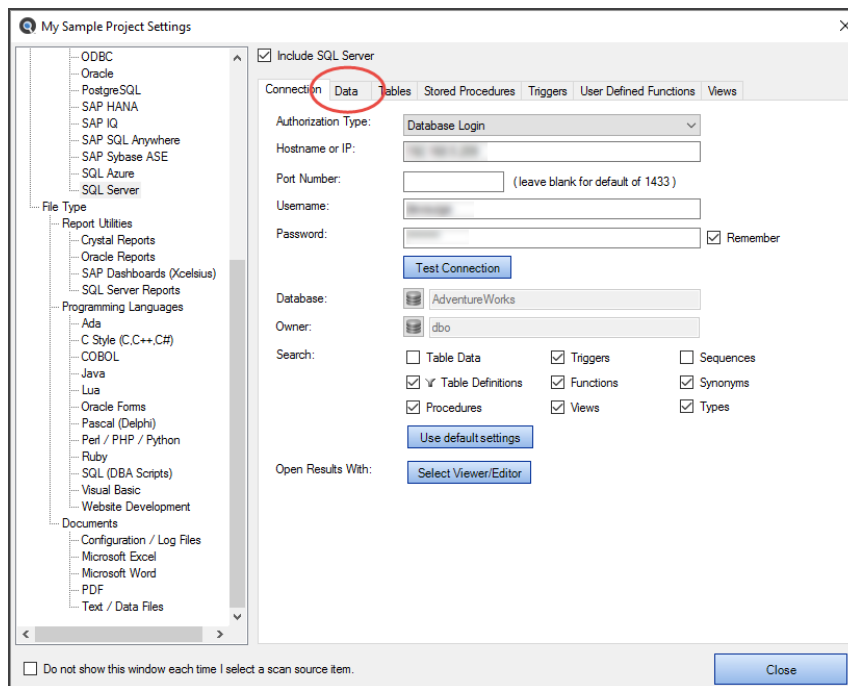 My Sample Project Settings
ODBC
Oracle
PostgreSQL
SAP HANA
SAP IQ
SAP SQL Anywhere
SAP Sybase ASE
SQL Azure
SQL Server
File Type
Report Utilities
Crystal Reports
Oracle Reports
SAP Dashboards (Xcelsius)
SQL Server Reports
Programming Languages
Ada
C Style (C,C++,C#)
COBOL
Java
Lua
Oracle Forms
Pascal (Delphi)
Perl / PHP / Python
Ruby
SQL (DBA Scripts)
Visual Basic
Website Development
Documents
Configuration / Log Files
Microsoft Excel
Microsoft Word
PDF
Text / Data Files
Include SQL Server
Connection Data Tables Stored Procedures Triggers User Defined Functions Views
Authorization Type: Database Login
Hostname or IP:
Port Number: (leave blank for default of 1433 )
Username:
Password: Remember
Test Connection
Database: AdventureWorks
Owner: dbo
Search: Table Data Triggers Sequences
Table Definitions Functions Synonyms
Procedures Views Types
Use default settings
Open Results With: Select Viewer/Editor
Do not show this window each time I select a scan source item. Close